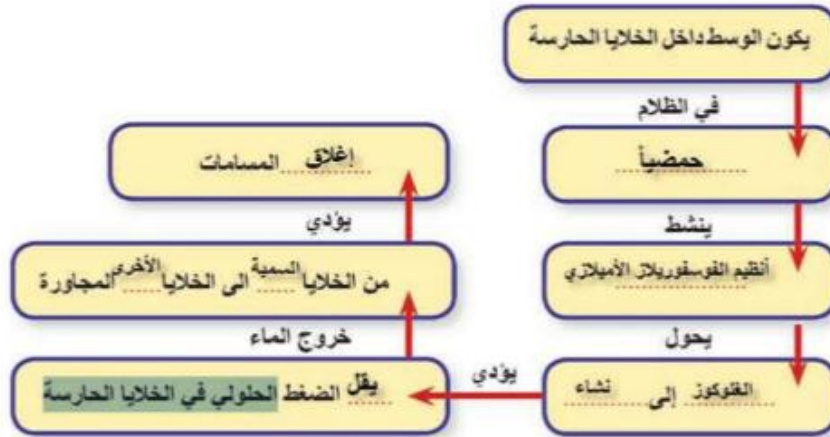 يكون الوسط داخل الخلايا الحارسة
في الظلام
حمضياً
ينشط
أنظيم الفوسفوريلاز الأميلازي
يحول
الغلوكوز إلى نشاء
يؤدي
يقل الضغط الحلولي في الخلايا الحارسة
خروج الماء
من الخلايا السمية الى الخلايا الأخرى المجاورة
يؤدي
إغلاق المسامات